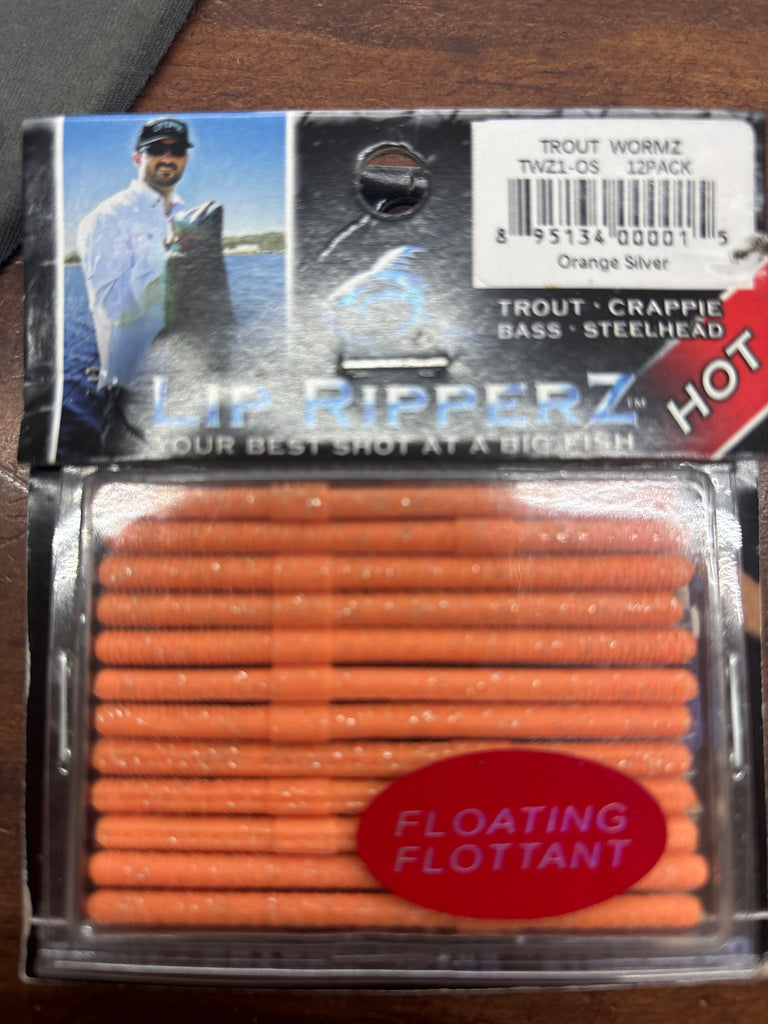 TROUT WORMZ
TWZ1-OS 12PACK
8 95134 00001 5
Orange Silver
TROUT · CRAPPIE
BASS · STEELHEAD
HOT
LIP RIPPERZ™
YOUR BEST SHOT AT A BIG FISH
FLOATING
FLOTTANT